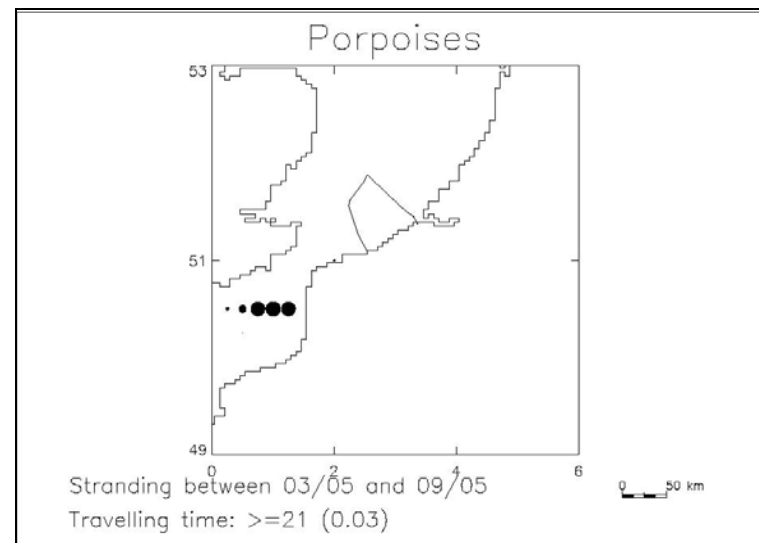 Porpoises
53
51
49
0 2 4 6
Stranding between 03/05 and 09/05
0 50 km
Travelling time: >=21 (0.03)